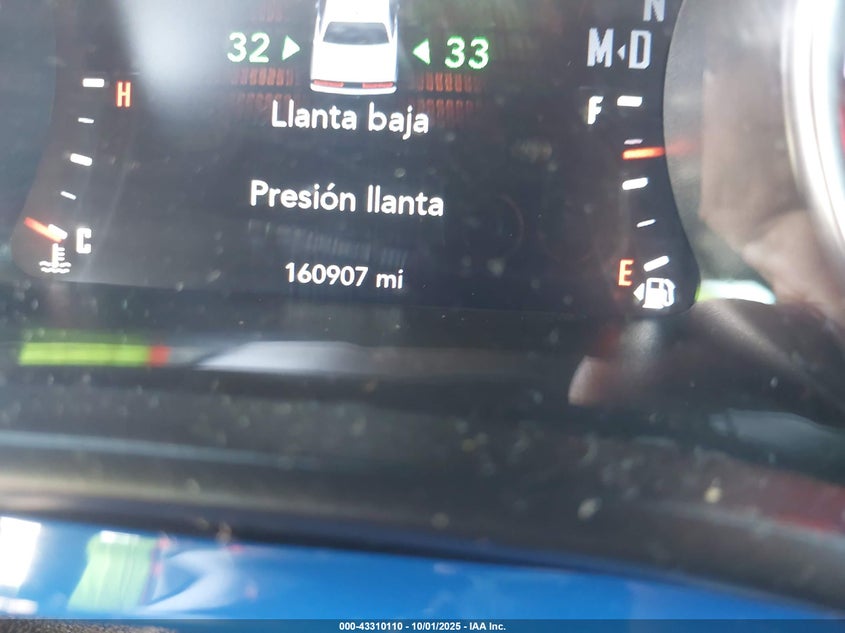 N
32 33
M D
H F
Llanta baja
Presión llanta
C
160907 mi
E
000-43310110 - 10/01/2025 - IAA Inc.